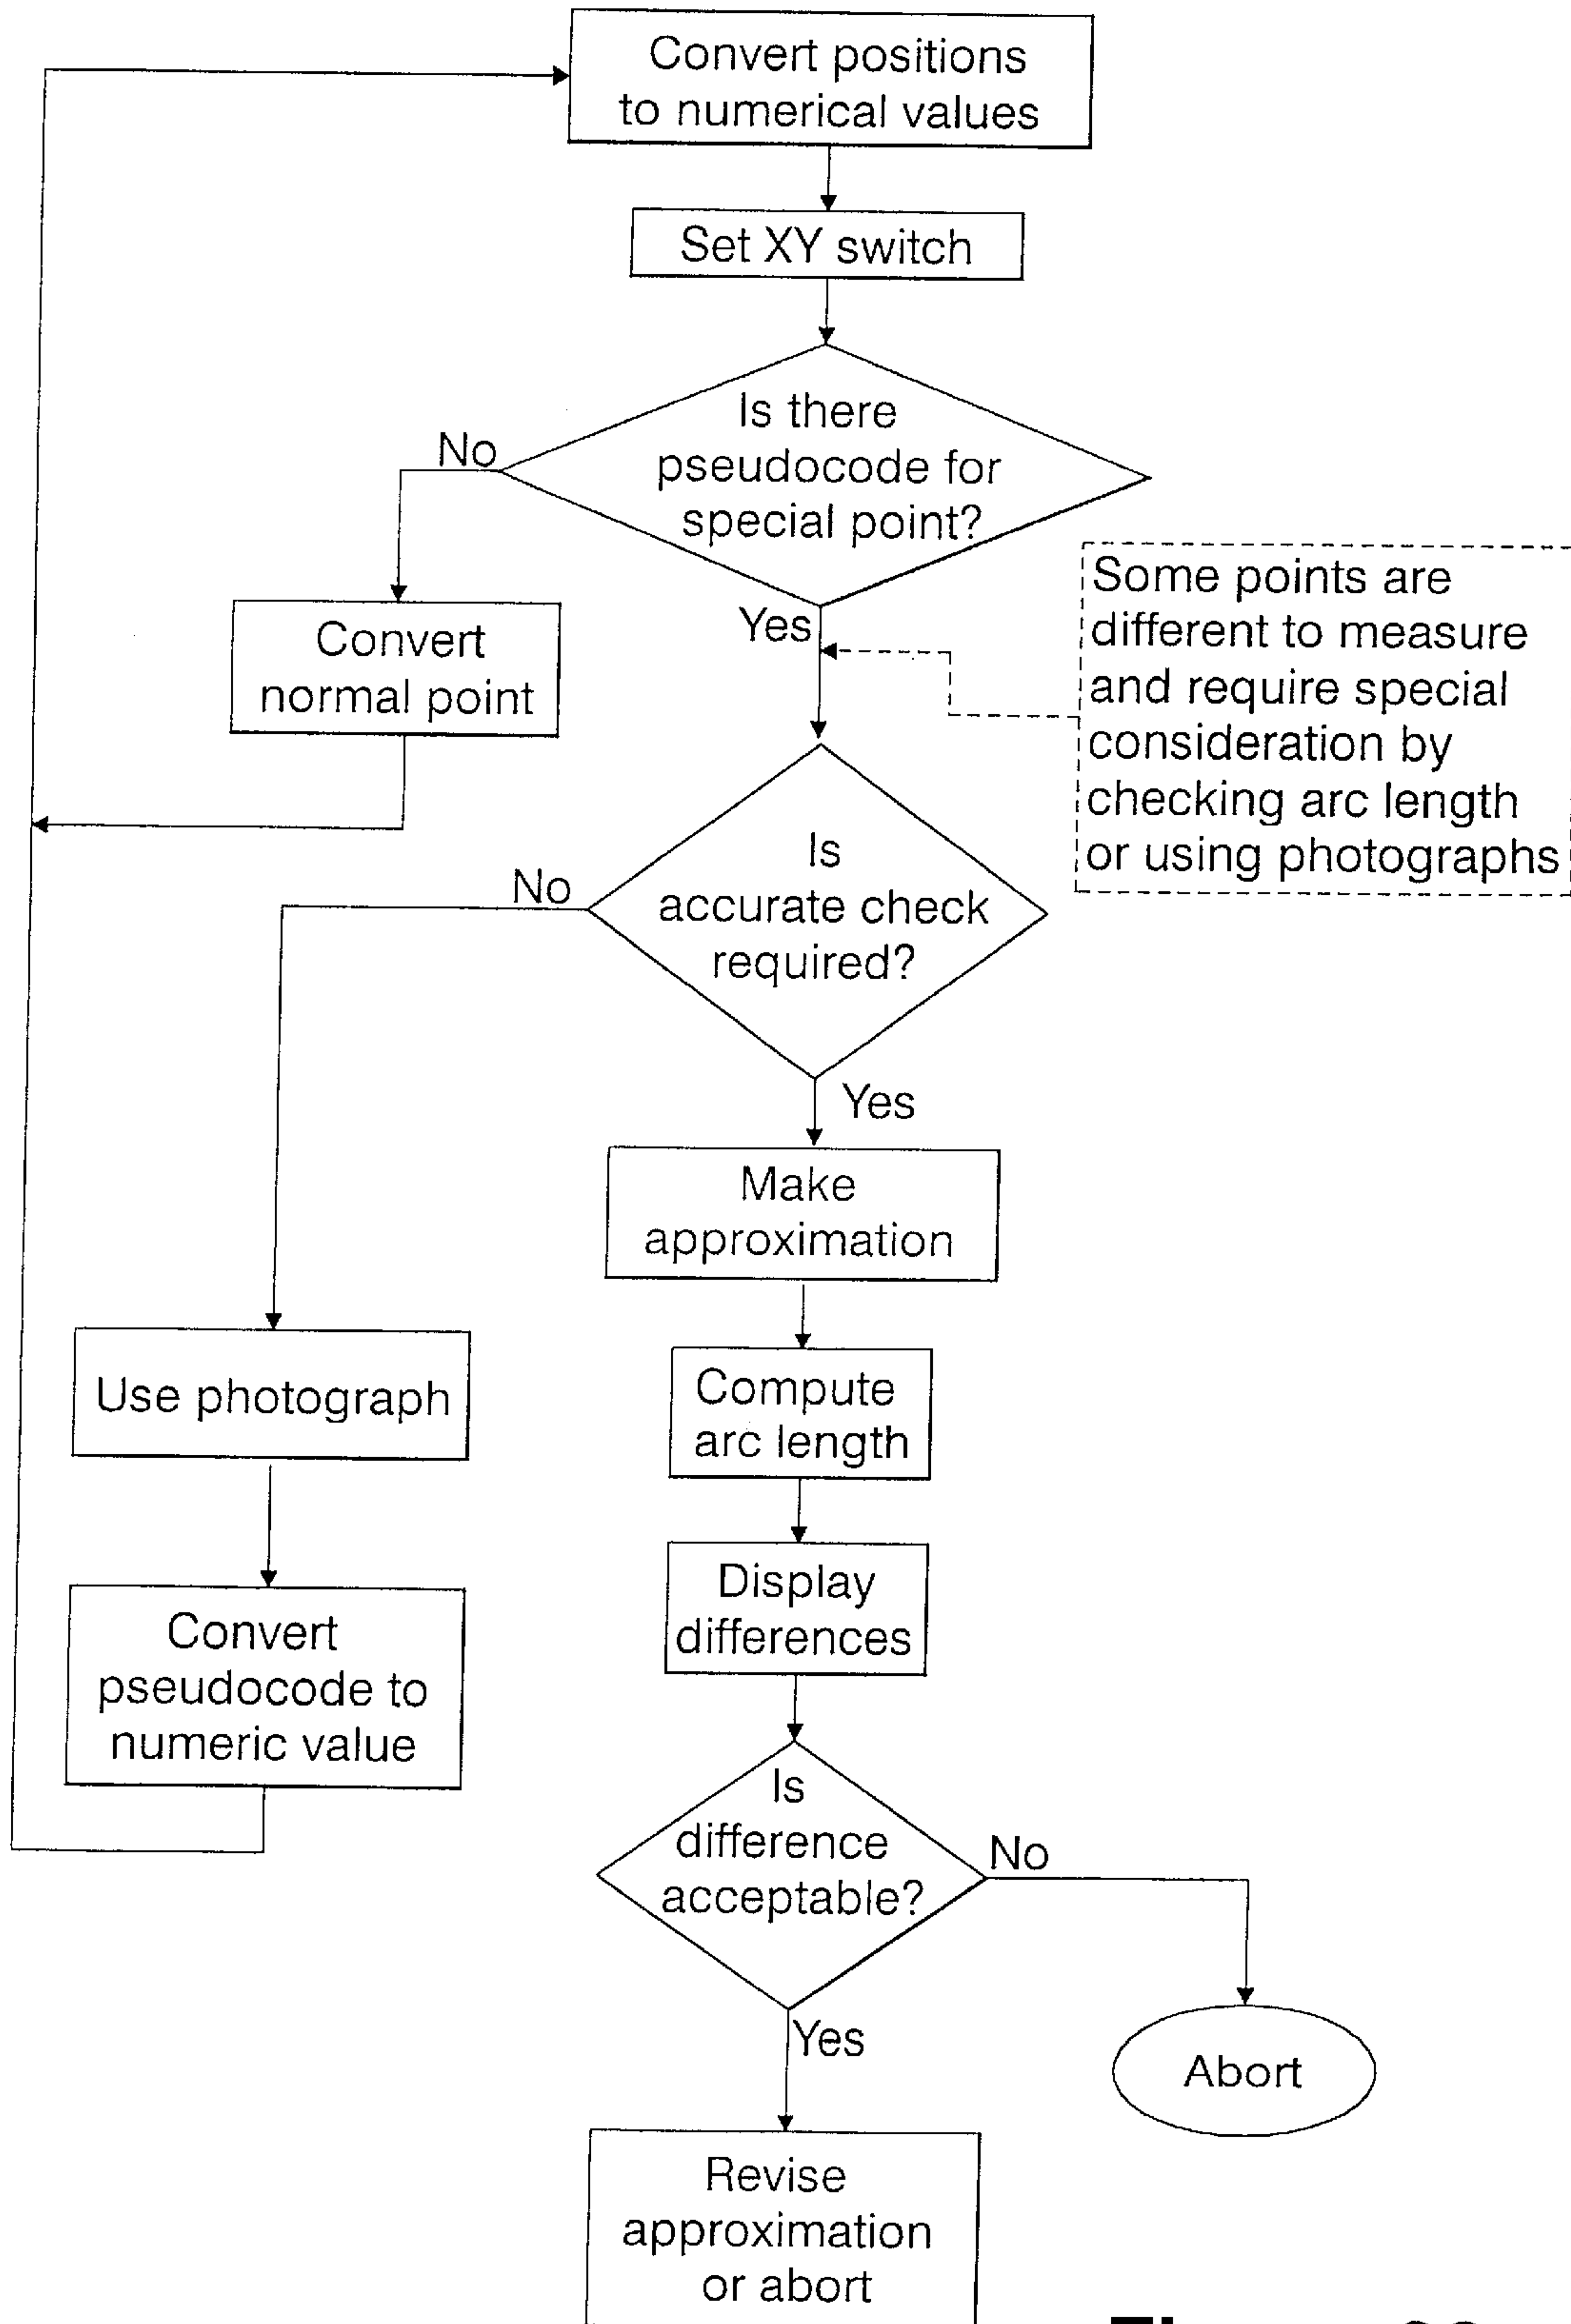 Convert positions
to numerical values
Set XY switch
Is there
pseudocode for
special point?
No
Yes
Convert
normal point
Some points are
different to measure
and require special
consideration by
checking arc length
or using photographs
Is
accurate check
required?
No
Yes
Make
approximation
Use photograph
Compute
arc length
Convert
pseudocode to
numeric value
Display
differences
Is
difference
acceptable?
No
Yes
Abort
Revise
approximation
or abort